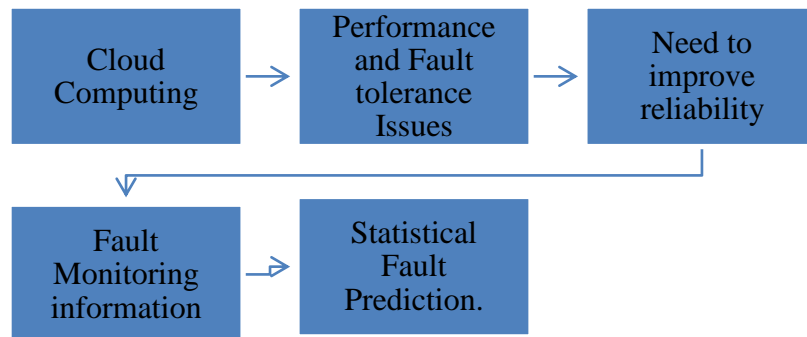 Cloud
Computing
Performance
and Fault
tolerance
Issues
Need to
improve
reliability
Fault
Monitoring
information
Statistical
Fault
Prediction.